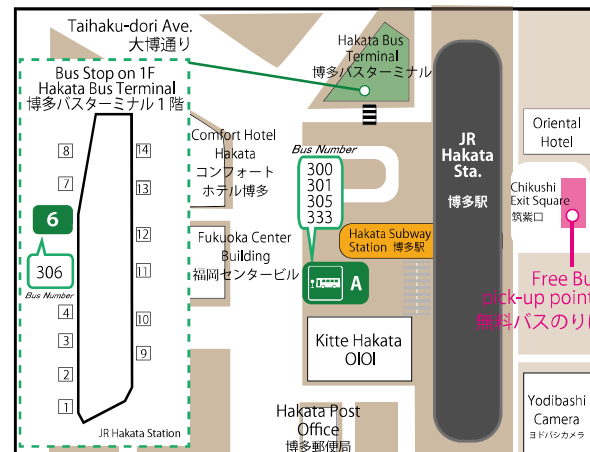 Taihaku-dori Ave.
大博通り
Bus Stop on 1F
Hakata Bus Terminal
博多バスターミナル 1 階
8
7
6
306
Bus Number
4
3
2
1
14
13
12
11
10
9
JR Hakata Station
Hakata Bus
Terminal
博多バスターミナル
Comfort Hotel
Hakata
コンフォート
ホテル博多
Bus Number
300
301
305
333
A
Fukuoka Center
Building
福岡センタービル
Hakata Subway
Station 博多駅
Kitte Hakata
OIOI
Hakata Post
Office
博多郵便局
JR
Hakata
Sta.
博多駅
Oriental
Hotel
Chikushi
Exit Square
筑紫口
Free Bu
pick-up point
無料バスのり
Yodibashi
Camera
ヨドバシカメラ